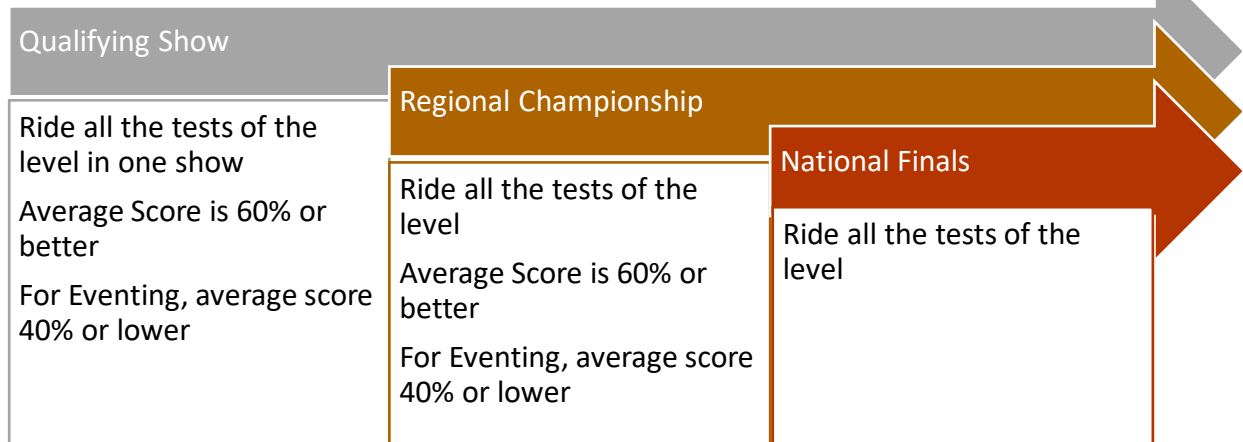 Qualifying Show
Ride all the tests of the
level in one show
Average Score is 60% or
better
For Eventing, average score
40% or lower
Regional Championship
Ride all the tests of the
level
Average Score is 60% or
better
For Eventing, average score
40% or lower
National Finals
Ride all the tests of the
level